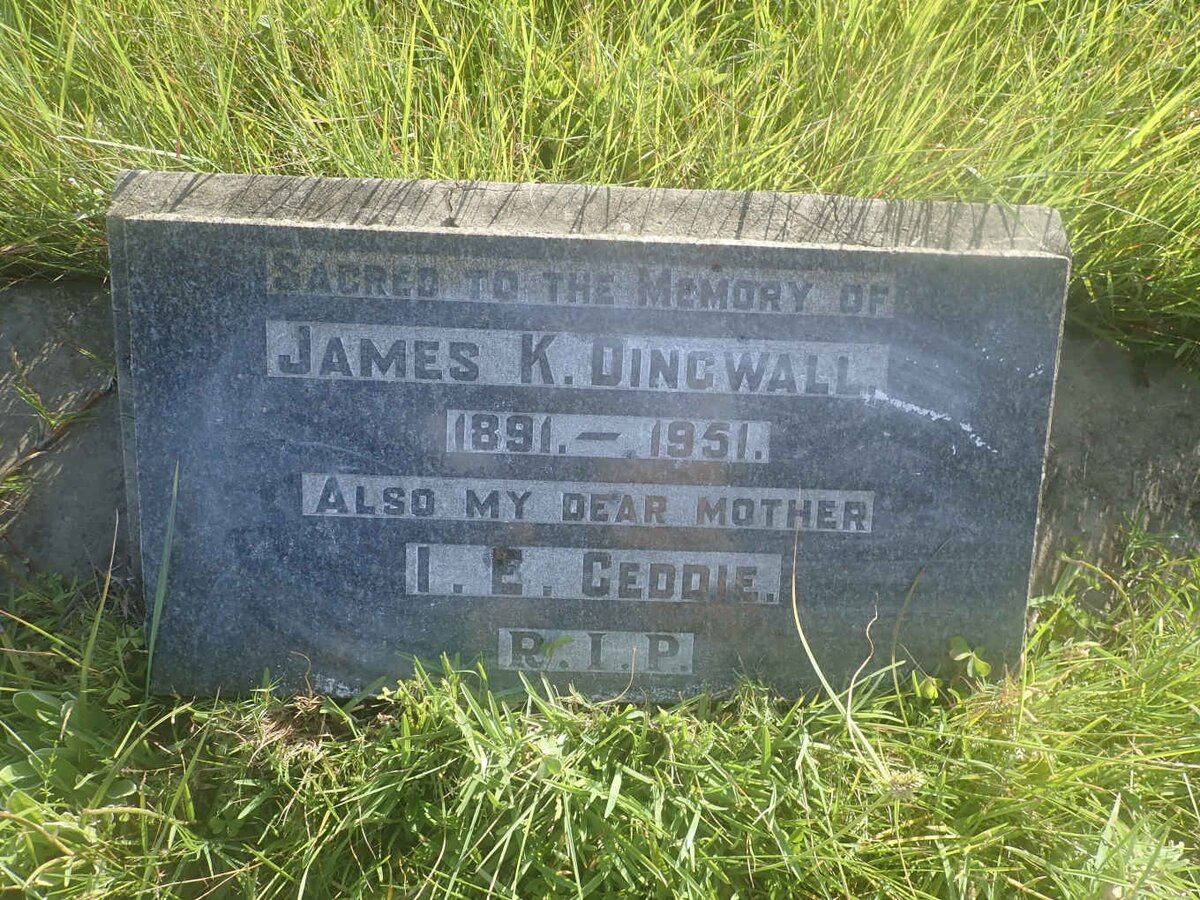 SACRED TO THE MEMORY OF
JAMES K. DINGWALL.
1891. — 1951.
ALSO MY DEAR MOTHER
I. E. GEDDIE.
R. I. P.